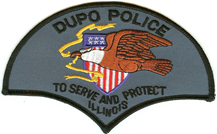 DUPO POLICE
TO SERVE AND PROTECT
ILLINOIS